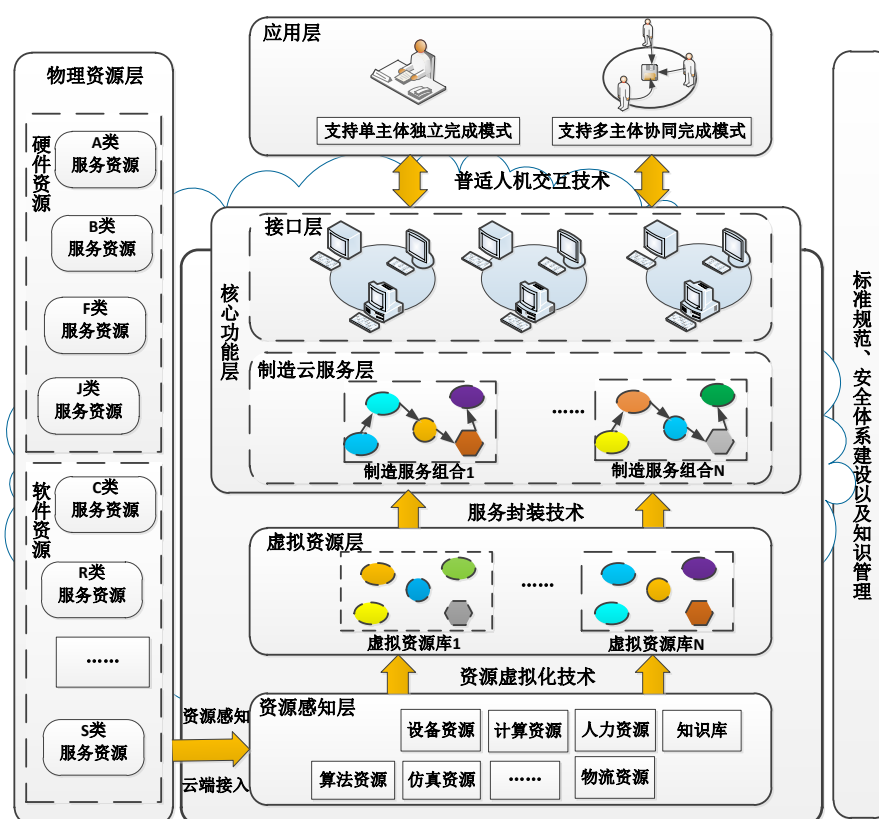 物理资源层
硬件资源
A类
服务资源
B类
服务资源
F类
服务资源
J类
服务资源
软件资源
C类
服务资源
R类
服务资源
……
S类
服务资源
资源感知
云端接入
应用层
支持单主体独立完成模式
支持多主体协同完成模式
普适人机交互技术
核心功能层
接口层
制造云服务层
……
制造服务组合1
制造服务组合N
服务封装技术
虚拟资源层
……
虚拟资源库1
虚拟资源库N
资源虚拟化技术
资源感知层
设备资源
计算资源
人力资源
知识库
算法资源
仿真资源
……
物流资源
标准规范、安全体系建设以及知识管理